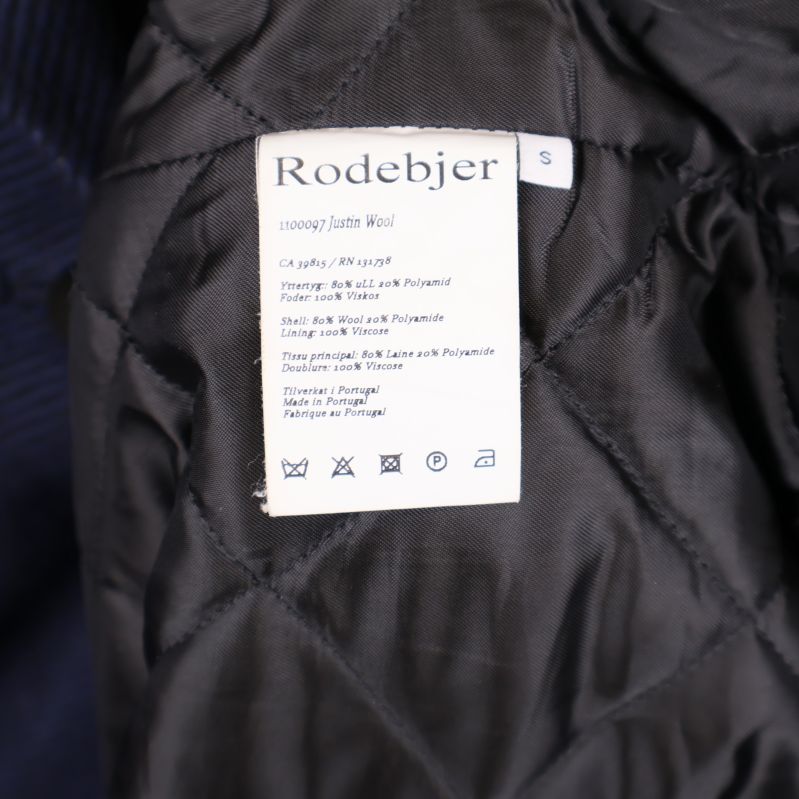 Rodebjer
S
1100097 Justin Wool
CA 39815 / RN 131738
Yttertyg: 80% uLL 20% Polyamid
Foder: 100% Viskos
Shell: 80% Wool 20% Polyamide
Lining: 100% Viscose
Tissu principal: 80% Laine 20% Polyamide
Doublure: 100% Viscose
Tilverkat i Portugal
Made in Portugal
Fabrique au Portugal
P